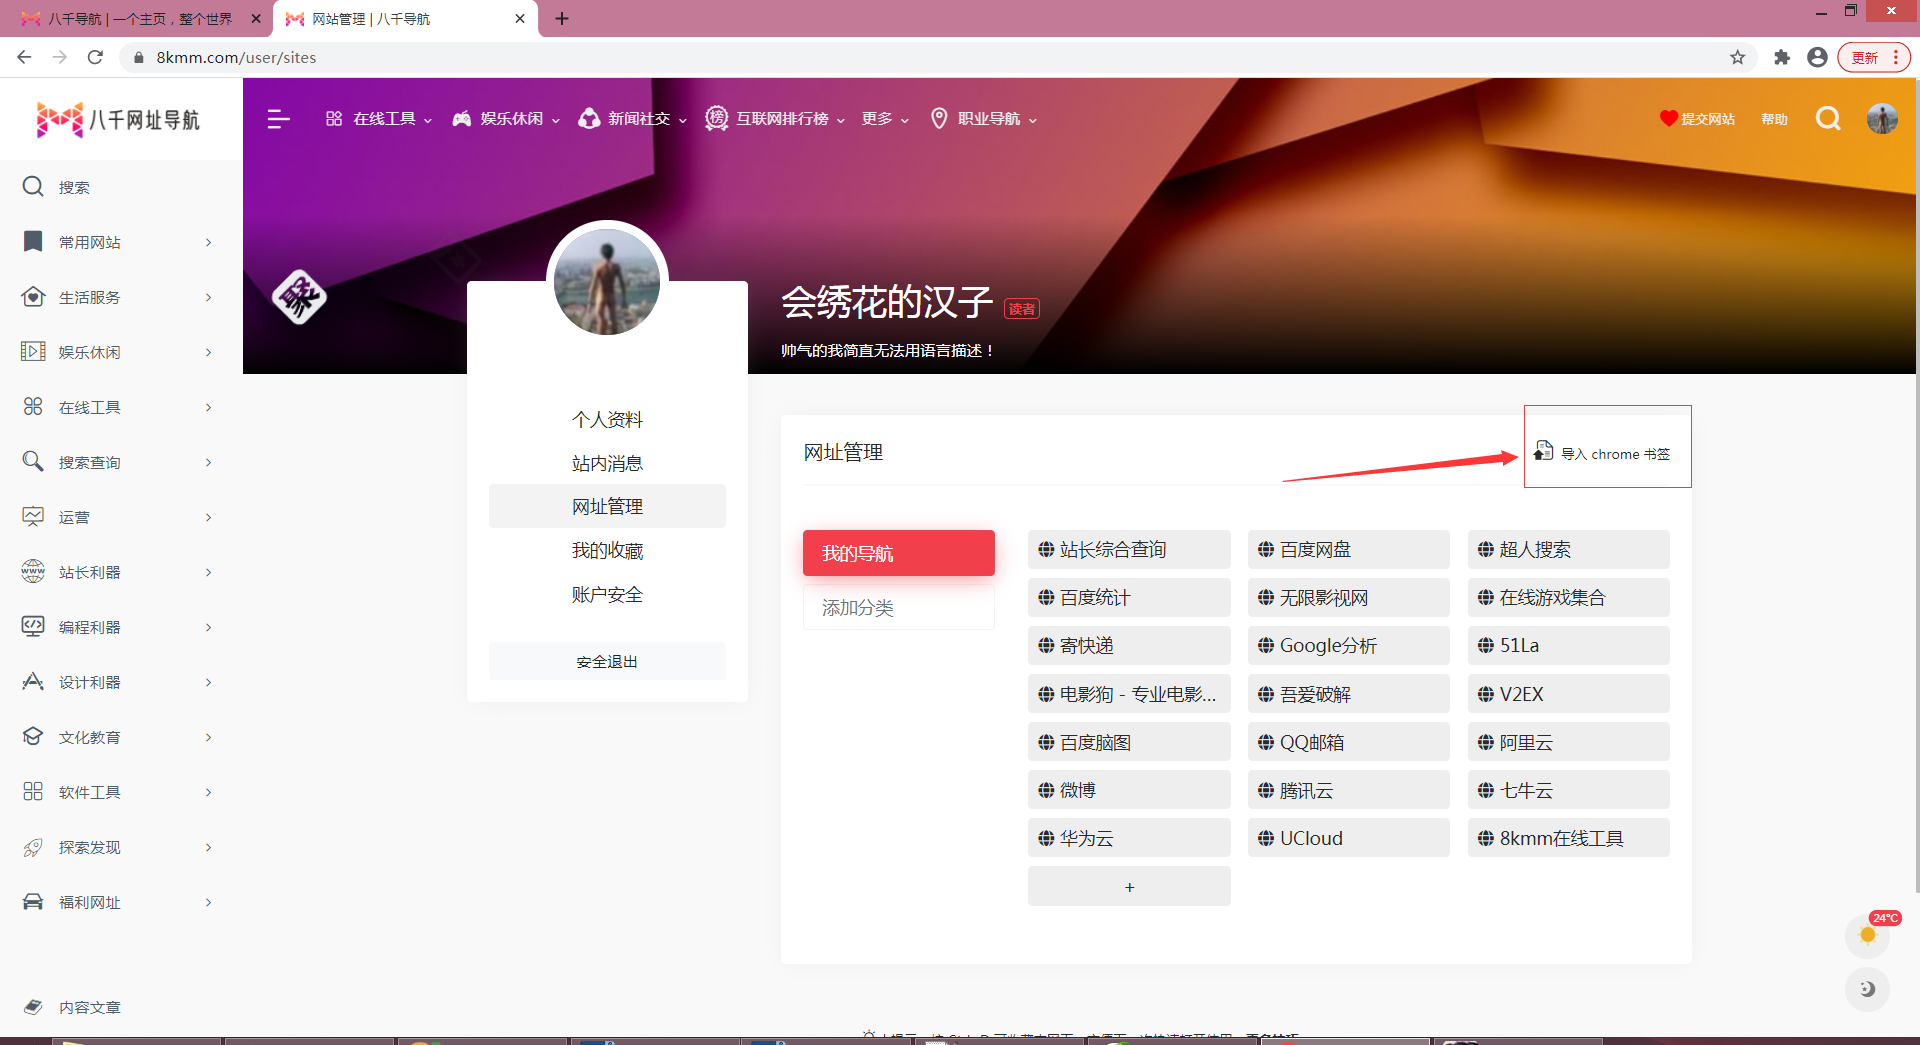 八千导航 | 一个主页，整个世界
网站管理 | 八千导航
8kmm.com/user/sites
更新
八千网址导航
在线工具
娱乐休闲
新闻社交
榜
互联网排行榜
更多
职业导航
提交网站
帮助
搜索
常用网站
生活服务
娱乐休闲
在线工具
搜索查询
运营
www
站长利器
编程利器
设计利器
文化教育
软件工具
探索发现
福利网址
内容文章
聚
会绣花的汉子 读者
帅气的我简直无法用语言描述！
个人资料
站内消息
网址管理
我的收藏
账户安全
安全退出
网址管理
导入 chrome 书签
我的导航
添加分类
站长综合查询 百度网盘 超人搜索
百度统计 无限影视网 在线游戏集合
寄快递 Google分析 51La
电影狗 - 专业电影... 吾爱破解 V2EX
百度脑图 QQ邮箱 阿里云
微博 腾讯云 七牛云
华为云 UCloud 8kmm在线工具
+
24℃